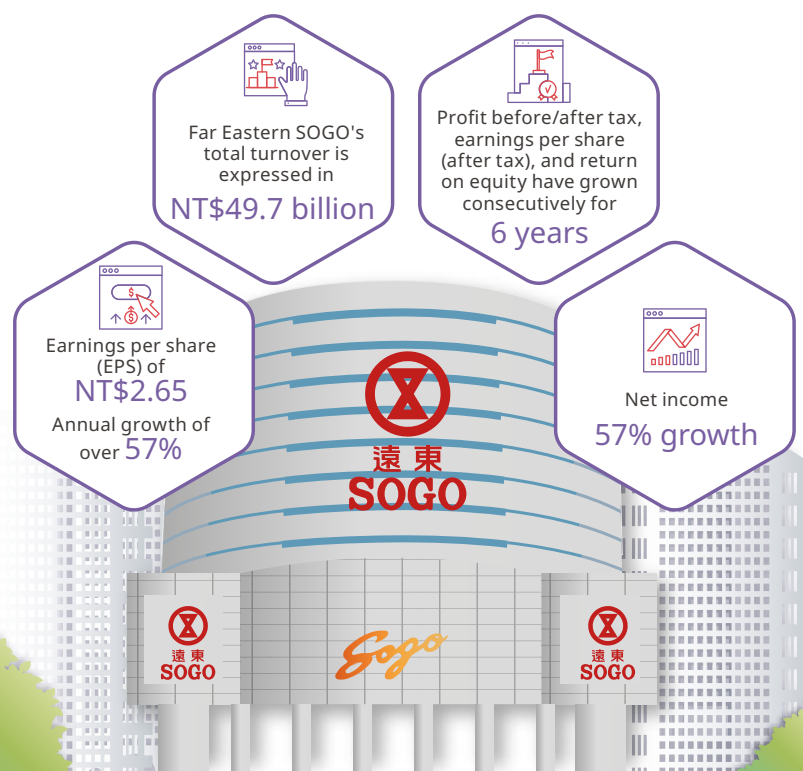 Far Eastern SOGO's
total turnover is
expressed in
NT$49.7 billion
Profit before/after tax,
earnings per share
(after tax), and return
on equity have grown
consecutively for
6 years
$
$
Earnings per share
(EPS) of
NT$2.65
Annual growth of
over 57%
Net income
57% growth
遠東
SOGO
Sogo
遠東
SOGO
遠東
SOGO